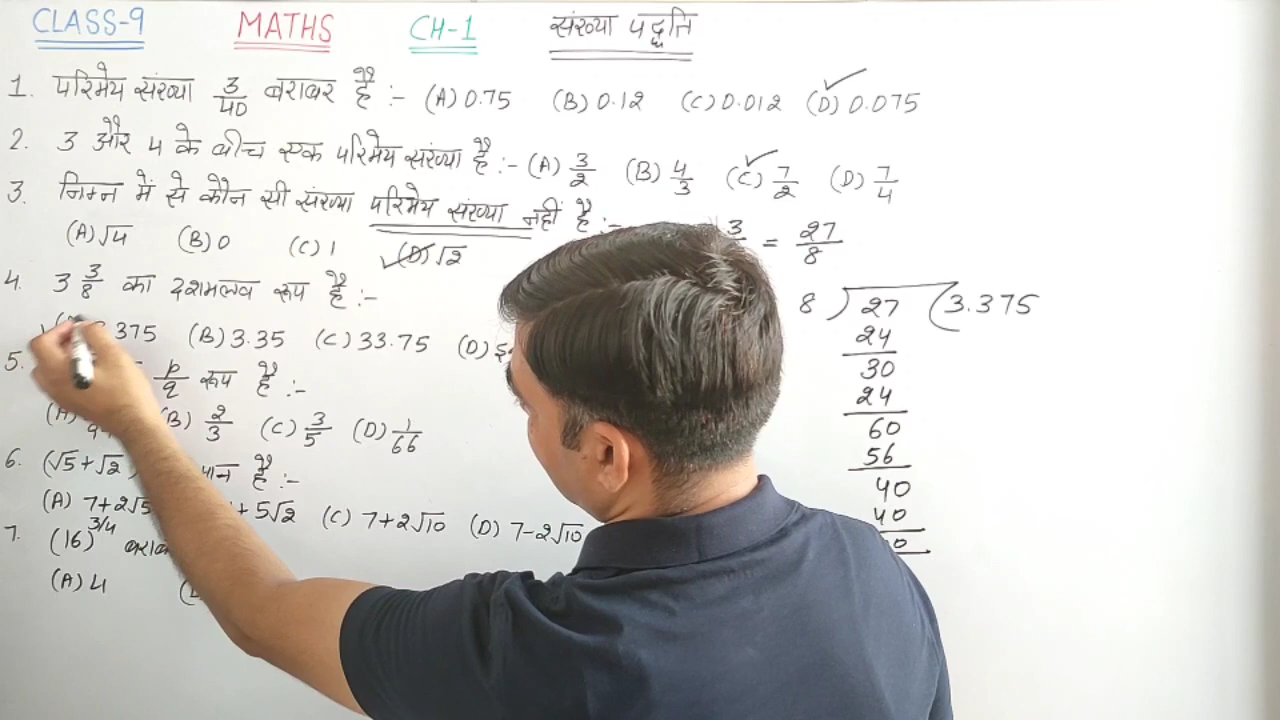 CLASS-9 MATHS CH-1 संख्या पद्धति
1. परिमेय संख्या 3/40 बराबर है :- (A) 0.75 (B) 0.12 (C) 0.012 (D) 0.075
2. 3 और 4 के बीच एक परिमेय संख्या है :- (A) 3/2 (B) 4/3 (C) 7/2 (D) 7/4
3. निम्न में से कौन सी संख्या परिमेय संख्या नहीं है :-
(A) √4 (B) 0 (C) 1 (D) √2
4. 3 3/8 का दशमलव रूप है :-
375 (B) 3.35 (C) 33.75 (D)
5. p/q रूप है :-
(A) (B) 2/3 (C) 3/5 (D) 1/66
6. (√5+√2) मान है :-
(A) 7+2√5 + 5√2 (C) 7+2√10 (D) 7-2√10
7. (16)^3/4
(A) 4
3 = 27/8
8 ) 27 ( 3.375
24
30
24
60
56
40
40
0